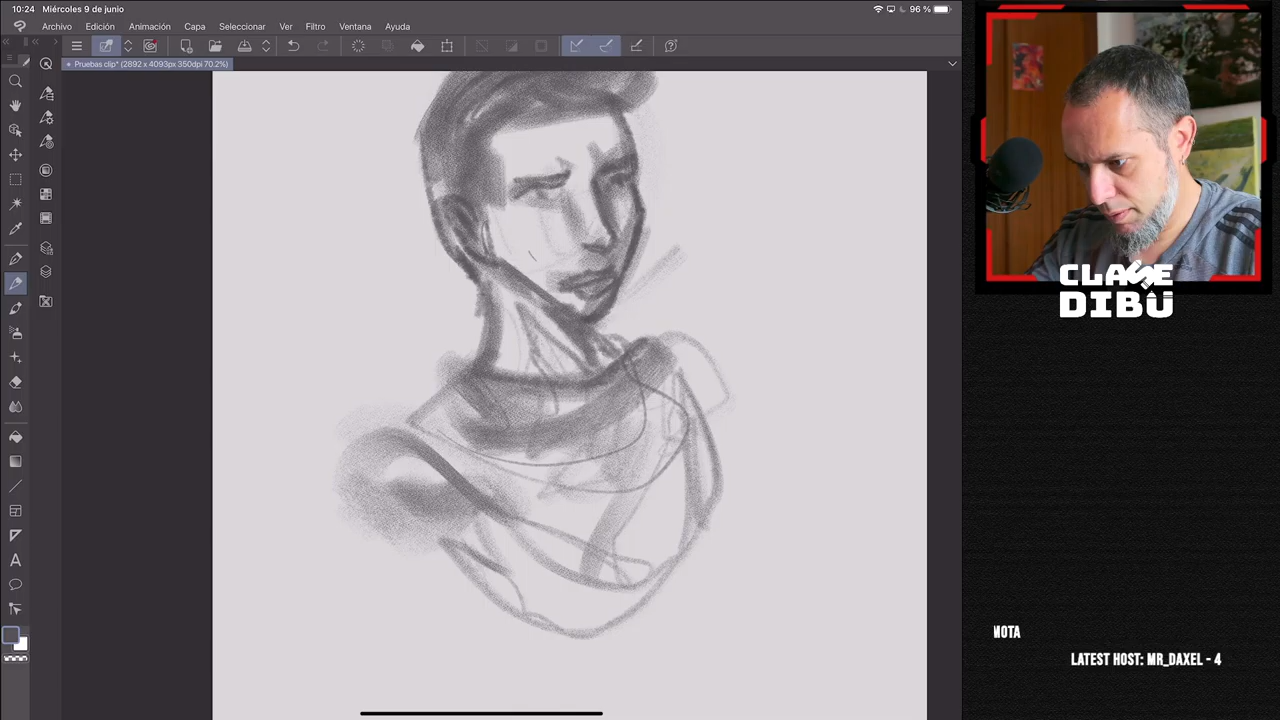 10:24 Miércoles 9 de junio
96 %
Archivo Edición Animación Capa Seleccionar Ver Filtro Ventana Ayuda
Pruebas clip* (2892 x 4093px 350dpi 70.2%)
CLASE
DIBU
NOTA
LATEST HOST: MR_DAXEL - 4